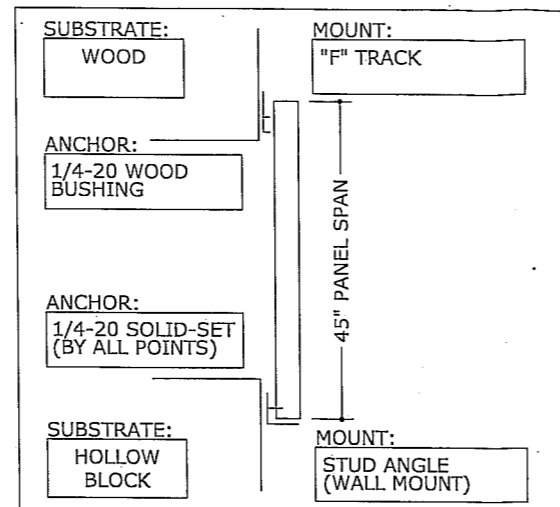 SUBSTRATE:
WOOD
MOUNT:
"F" TRACK
ANCHOR:
1/4-20 WOOD
BUSHING
45" PANEL SPAN
ANCHOR:
1/4-20 SOLID-SET
(BY ALL POINTS)
SUBSTRATE:
HOLLOW
BLOCK
MOUNT:
STUD ANGLE
(WALL MOUNT)